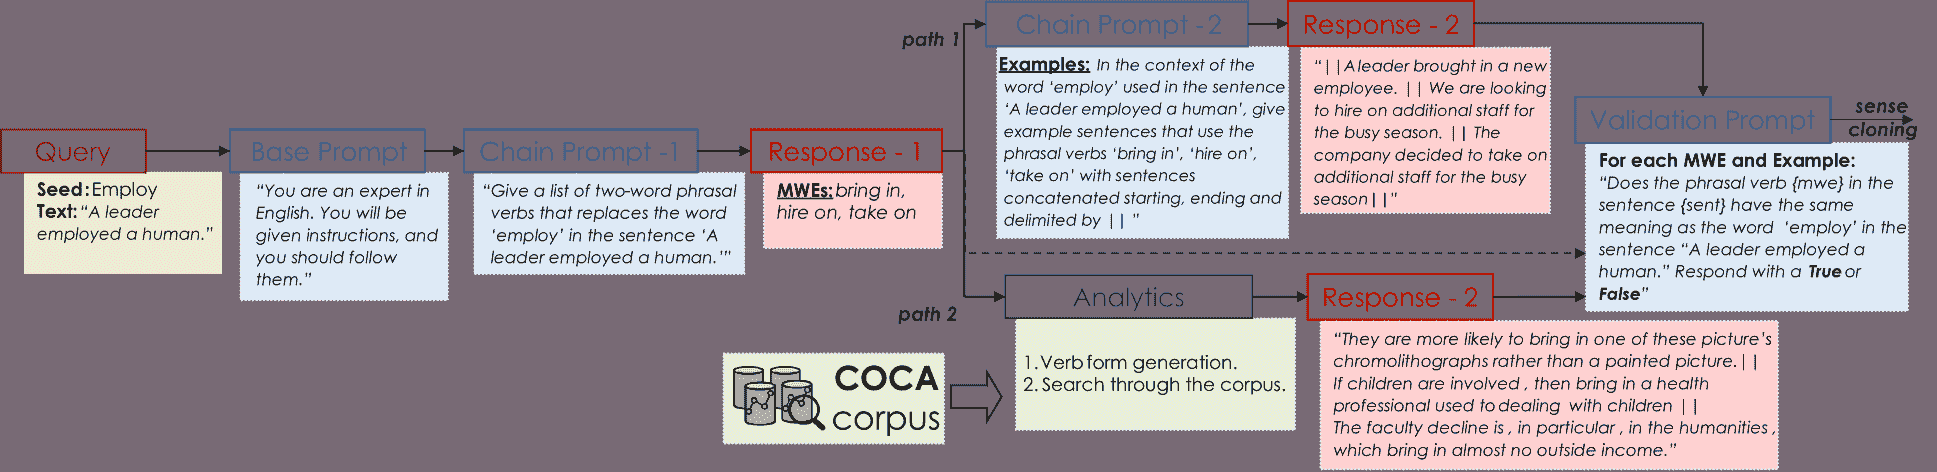 Query
Seed: Employ
Text: “A leader
employed a human.”
Base Prompt
“You are an expert in
English. You will be
given instructions, and
you should follow
them.”
Chain Prompt -1
“Give a list of two-word phrasal
verbs that replaces the word
‘employ’ in the sentence ‘A
leader employed a human.’”
Response - 1
MWEs: bring in,
hire on, take on
path 1
Chain Prompt - 2
Examples: In the context of the
word ‘employ’ used in the sentence
‘A leader employed a human’, give
example sentences that use the
phrasal verbs ‘bring in’, ‘hire on’,
‘take on’ with sentences
concatenated starting, ending and
delimited by || ”
Response - 2
“||A leader brought in a new
employee. || We are looking
to hire on additional staff for
the busy season. || The
company decided to take on
additional staff for the busy
season||”
path 2
Analytics
1. Verb form generation.
2. Search through the corpus.
COCA
corpus
Response - 2
“They are more likely to bring in one of these picture’s
chromolithographs rather than a painted picture.||
If children are involved , then bring in a health
professional used to dealing with children ||
The faculty decline is , in particular , in the humanities ,
which bring in almost no outside income.”
Validation Prompt
For each MWE and Example:
“Does the phrasal verb {mwe} in the
sentence {sent} have the same
meaning as the word ‘employ’ in the
sentence “A leader employed a
human.” Respond with a True or
False”
sense
cloning